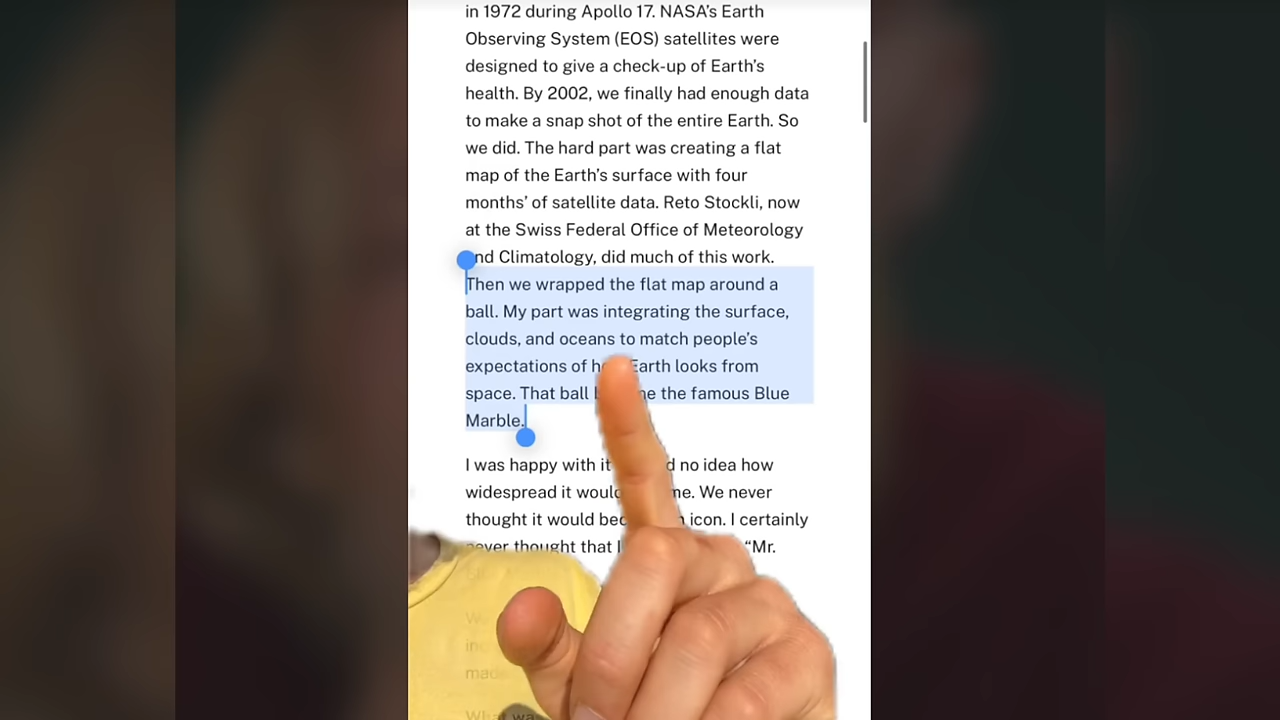 in 1972 during Apollo 17. NASA's Earth
Observing System (EOS) satellites were
designed to give a check-up of Earth's
health. By 2002, we finally had enough data
to make a snap shot of the entire Earth. So
we did. The hard part was creating a flat
map of the Earth's surface with four
months' of satellite data. Reto Stockli, now
at the Swiss Federal Office of Meteorology
and Climatology, did much of this work.
Then we wrapped the flat map around a
ball. My part was integrating the surface,
clouds, and oceans to match people's
expectations of how Earth looks from
space. That ball the famous Blue
Marble.
I was happy with it no idea how
widespread it would We never
thought it would icon. I certainly
never thought that I "Mr.